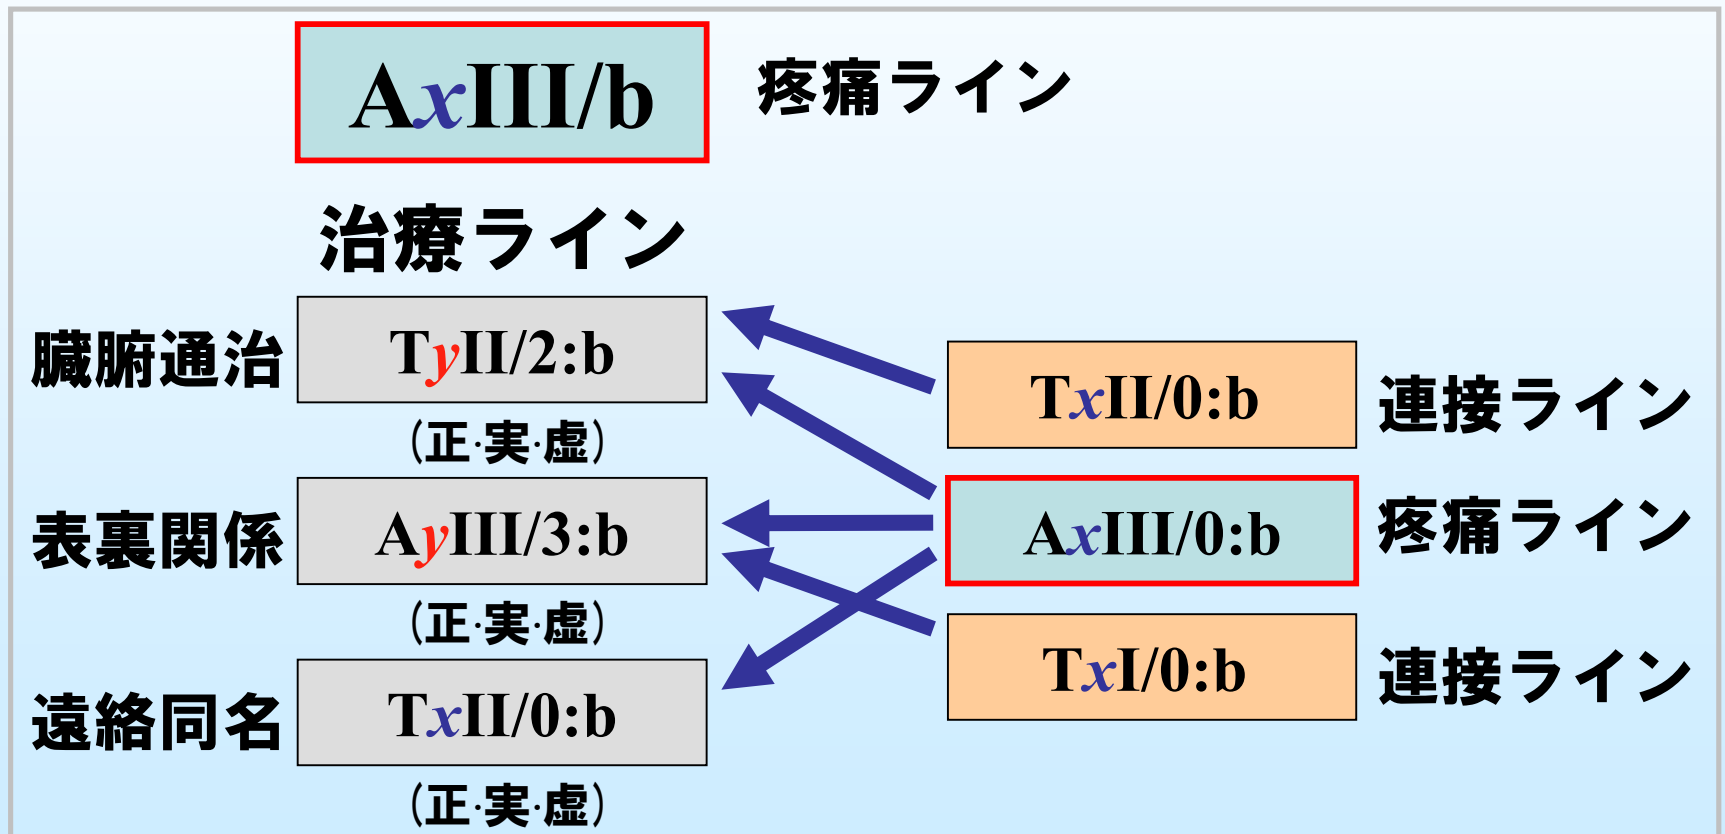 AxIII/b 疼痛ライン
治療ライン
臓腑通治 TyII/2:b
(正·実·虚)
表裏関係 AyIII/3:b
(正·実·虚)
遠絡同名 TxII/0:b
(正·実·虚)
TxII/0:b 連接ライン
AxIII/0:b 疼痛ライン
TxI/0:b 連接ライン